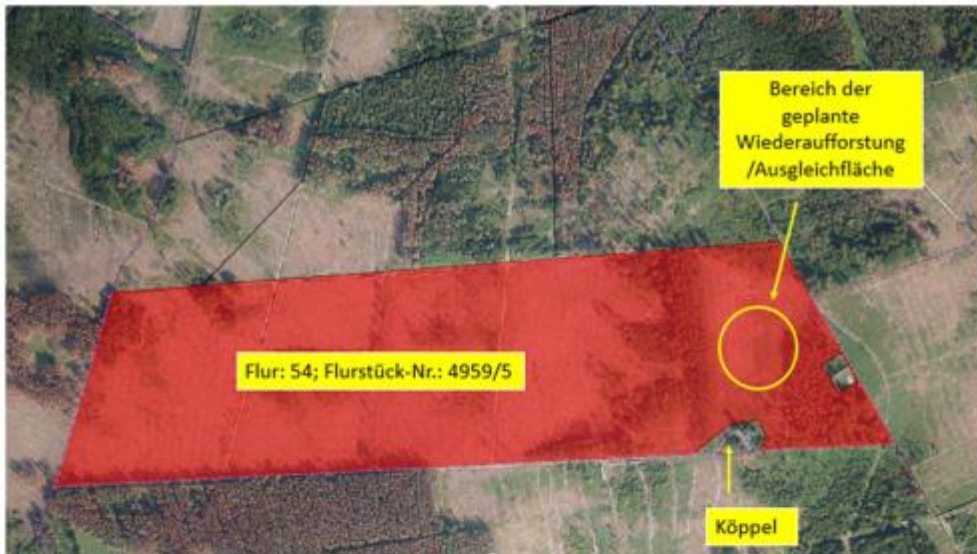 Bereich der
geplante
Wiederaufforstung
/Ausgleichfläche
Flur: 54; Flurstück-Nr.: 4959/5
Köppel